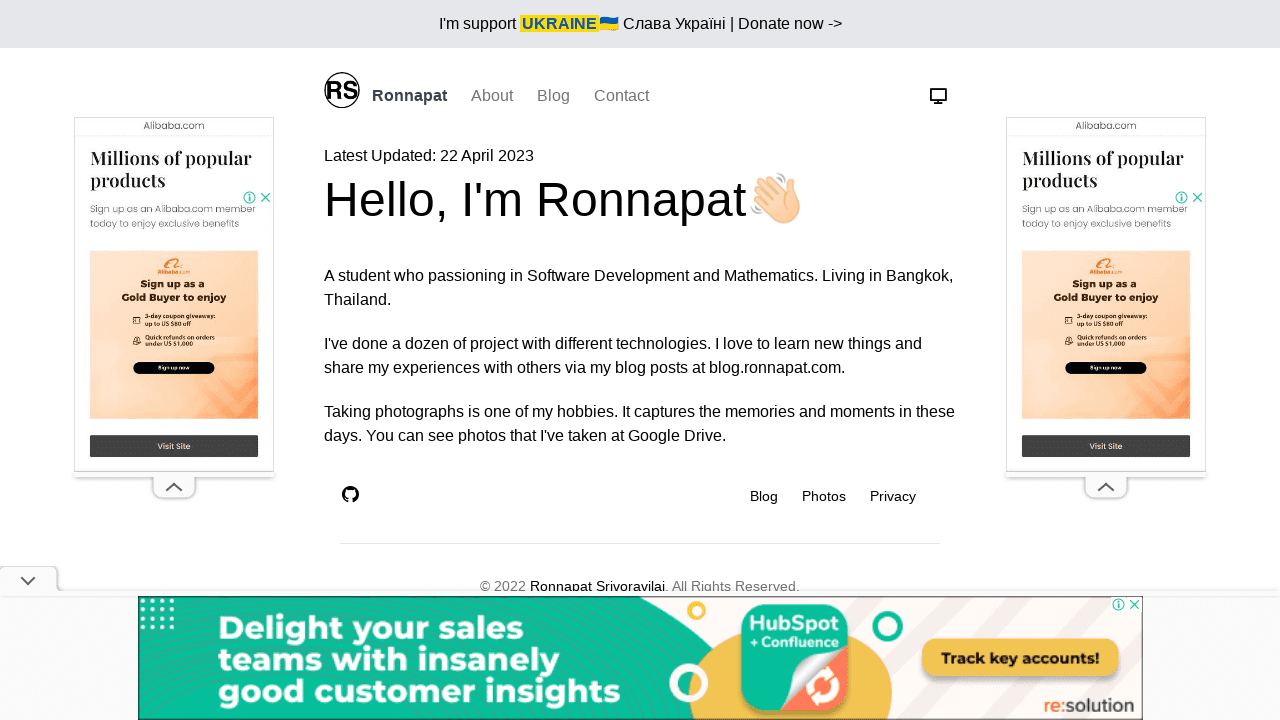 I'm support UKRAINE🇺🇦 Слава Україні | Donate now ->
RS Ronnapat About Blog Contact
Latest Updated: 22 April 2023
Hello, I'm Ronnapat👋🏻
A student who passioning in Software Development and Mathematics. Living in Bangkok,
Thailand.
I've done a dozen of project with different technologies. I love to learn new things and
share my experiences with others via my blog posts at blog.ronnapat.com.
Taking photographs is one of my hobbies. It captures the memories and moments in these
days. You can see photos that I've taken at Google Drive.
Blog Photos Privacy
© 2022 Ronnapat Srivoravilai. All Rights Reserved.
Alibaba.com
Millions of popular
products
Sign up as an Alibaba.com member
today to enjoy exclusive benefits
Alibaba.com
Sign up as a
Gold Buyer to enjoy
3-day coupon giveaway:
up to US $80 off
Quick refunds on orders
under US $1,000
Sign up now
Visit Site
Alibaba.com
Millions of popular
products
Sign up as an Alibaba.com member
today to enjoy exclusive benefits
Alibaba.com
Sign up as a
Gold Buyer to enjoy
3-day coupon giveaway:
up to US $80 off
Quick refunds on orders
under US $1,000
Sign up now
Visit Site
Delight your sales
teams with insanely
good customer insights
HubSpot
+ Confluence
Track key accounts!
re:solution